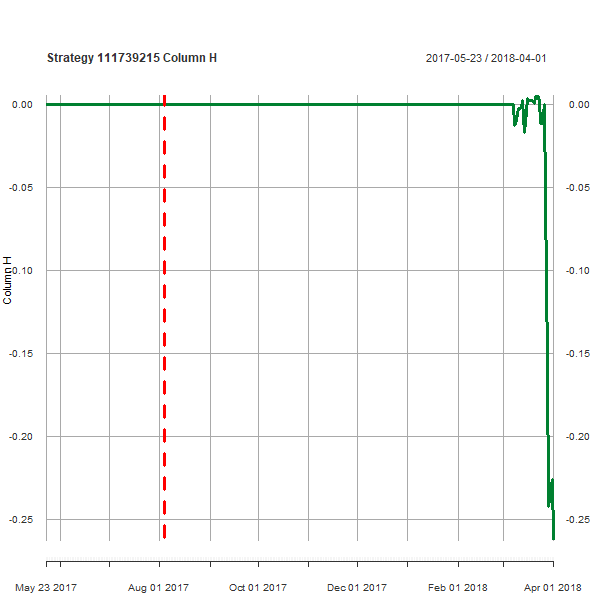 Strategy 111739215 Column H
2017-05-23 / 2018-04-01
0.00
0.00
-0.05
-0.05
Column H
-0.10
-0.10
-0.15
-0.15
-0.20
-0.20
-0.25
-0.25
May 23 2017
Aug 01 2017
Oct 01 2017
Dec 01 2017
Feb 01 2018
Apr 01 2018